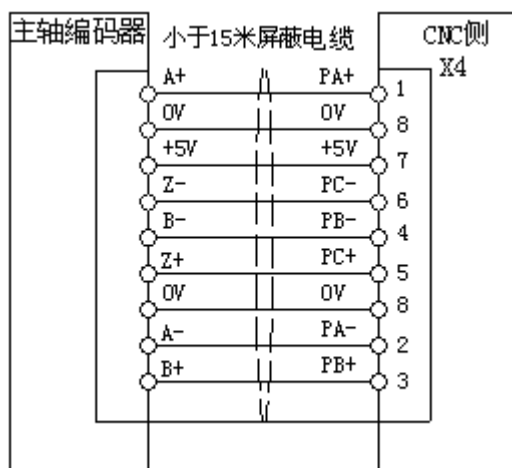 主轴编码器 小于15米屏蔽电缆 CNC侧
X4
A+ PA+ 1
0V 0V 8
+5V +5V 7
Z- PC- 6
B- PB- 4
Z+ PC+ 5
0V 0V 8
A- PA- 2
B+ PB+ 3